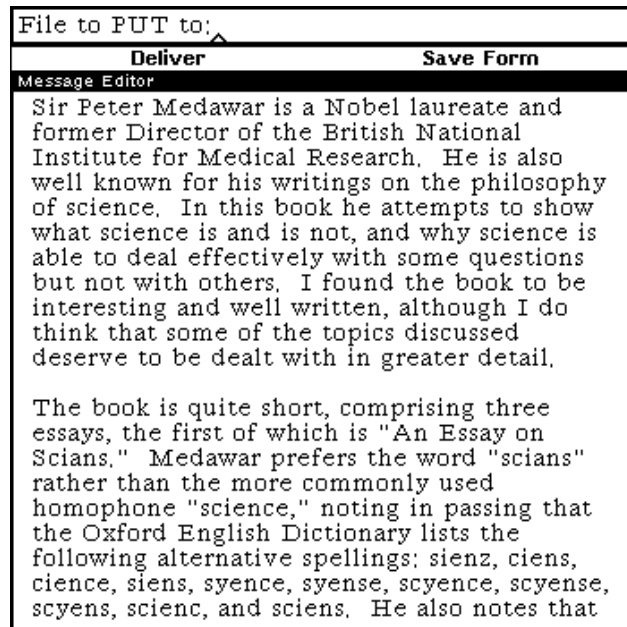 File to PUT to:
Deliver Save Form
Message Editor
Sir Peter Medawar is a Nobel laureate and
former Director of the British National
Institute for Medical Research. He is also
well known for his writings on the philosophy
of science. In this book he attempts to show
what science is and is not, and why science is
able to deal effectively with some questions
but not with others. I found the book to be
interesting and well written, although I do
think that some of the topics discussed
deserve to be dealt with in greater detail.
The book is quite short, comprising three
essays, the first of which is "An Essay on
Scians." Medawar prefers the word "scians"
rather than the more commonly used
homophone "science," noting in passing that
the Oxford English Dictionary lists the
following alternative spellings: sienz, ciens,
cience, siens, syence, syense, scyence, scyense,
scyens, scienc, and sciens. He also notes that